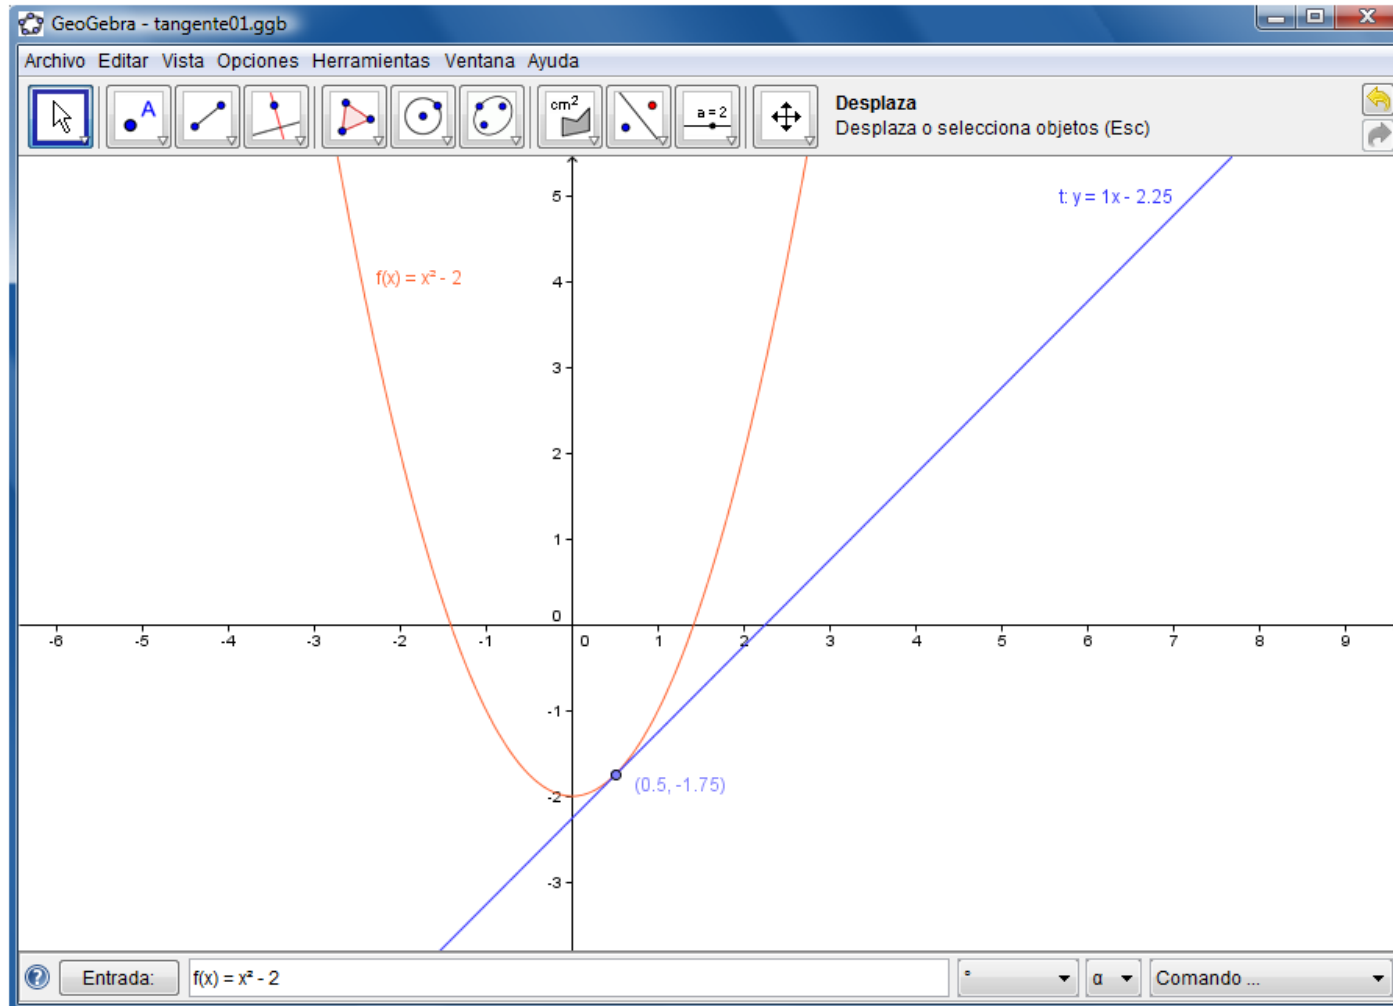 GeoGebra - tangente01.ggb
Archivo Editar Vista Opciones Herramientas Ventana Ayuda
A
cm²
a = 2
Desplaza
Desplaza o selecciona objetos (Esc)
t: y = 1x - 2.25
f(x) = x² - 2
5
4
3
2
1
0
-6 -5 -4 -3 -2 -1 0 1 2 3 4 5 6 7 8 9
-1
-2
(0.5, -1.75)
-3
Entrada: f(x) = x² - 2 ° α Comando ...